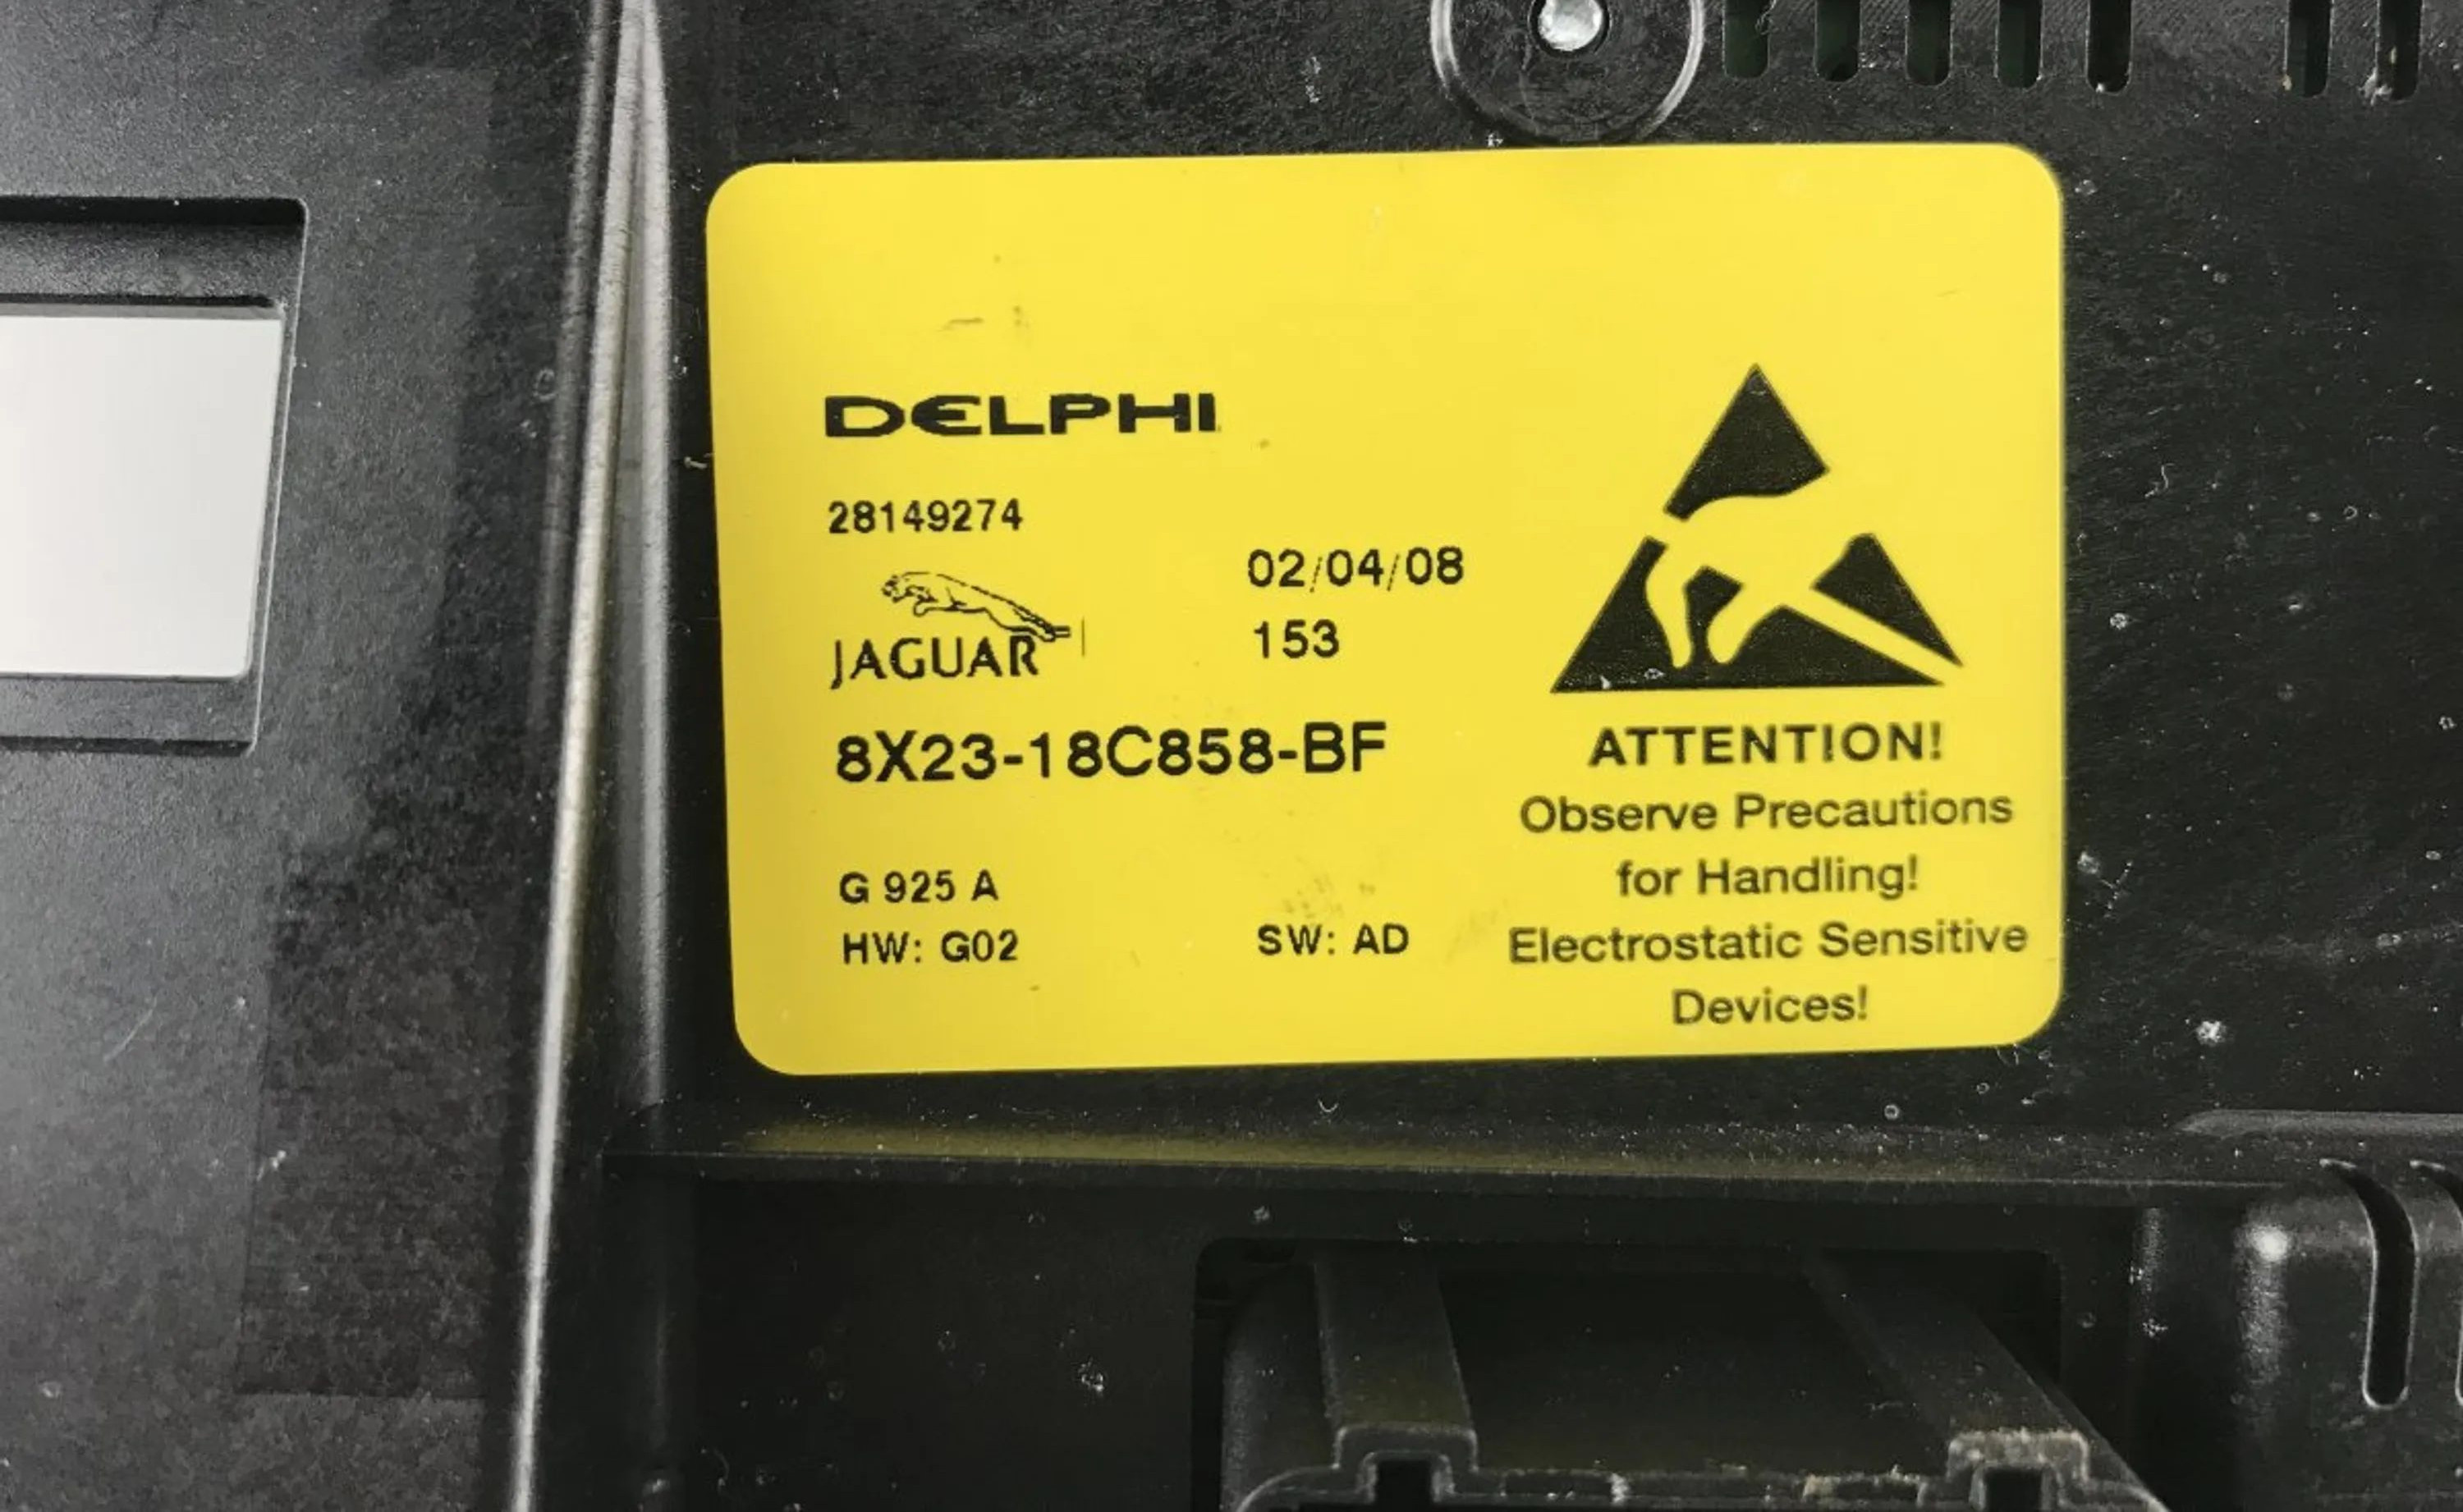 DELPHI
28149274
02/04/08
JAGUAR
153
8X23-18C858-BF
G 925 A
HW: G02
SW: AD
ATTENTION!
Observe Precautions
for Handling!
Electrostatic Sensitive
Devices!